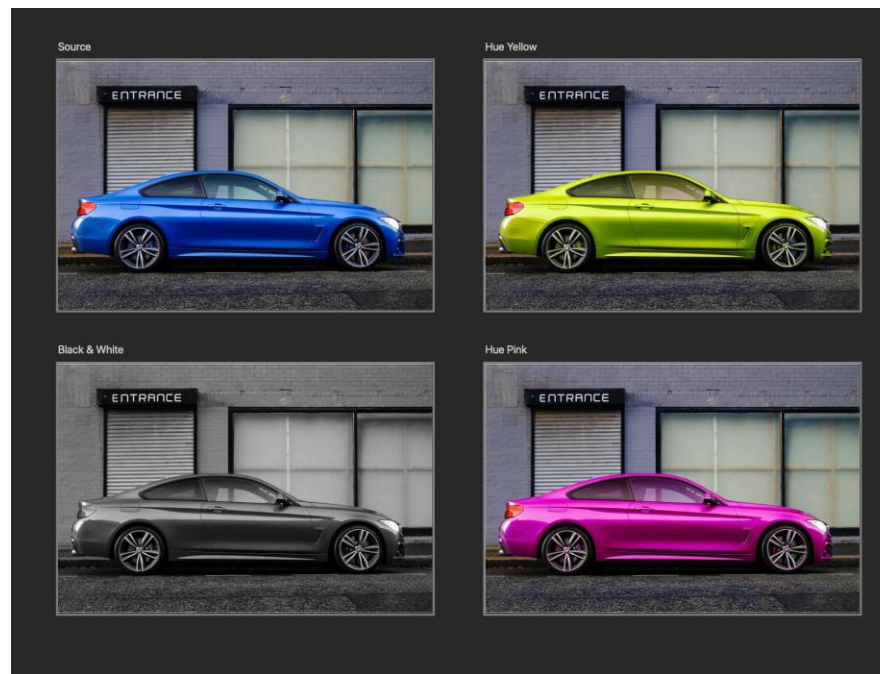 Source
Hue Yellow
ENTRANCE
ENTRANCE
Black & White
Hue Pink
ENTRANCE
ENTRANCE